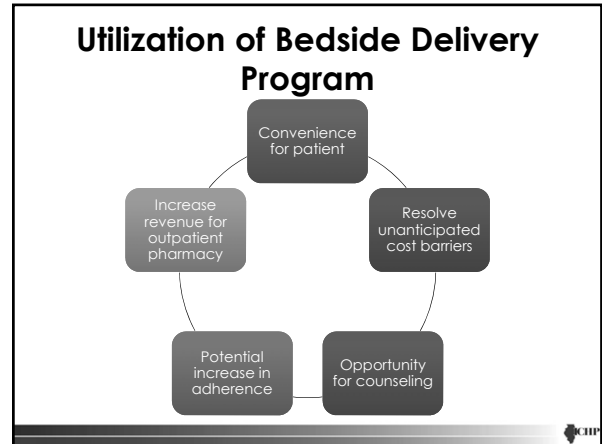 Utilization of Bedside Delivery
Program
Convenience
for patient
Resolve
unanticipated
cost barriers
Opportunity
for counseling
Potential
increase in
adherence
Increase
revenue for
outpatient
pharmacy
ICHP